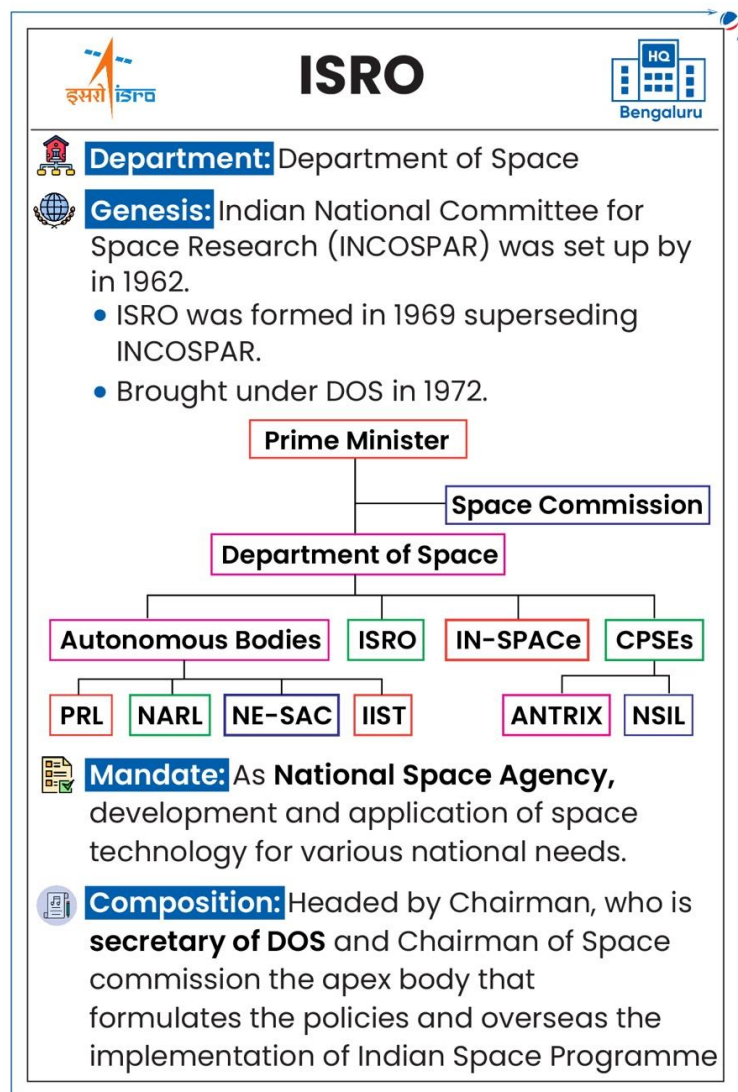 इसरो isro
ISRO
HQ
Bengaluru
Department: Department of Space
Genesis: Indian National Committee for
Space Research (INCOSPAR) was set up by
in 1962.
• ISRO was formed in 1969 superseding
INCOSPAR.
• Brought under DOS in 1972.
Prime Minister
Space Commission
Department of Space
Autonomous Bodies ISRO IN-SPACe CPSEs
PRL NARL NE-SAC IIST ANTRIX NSIL
Mandate: As National Space Agency,
development and application of space
technology for various national needs.
Composition: Headed by Chairman, who is
secretary of DOS and Chairman of Space
commission the apex body that
formulates the policies and overseas the
implementation of Indian Space Programme